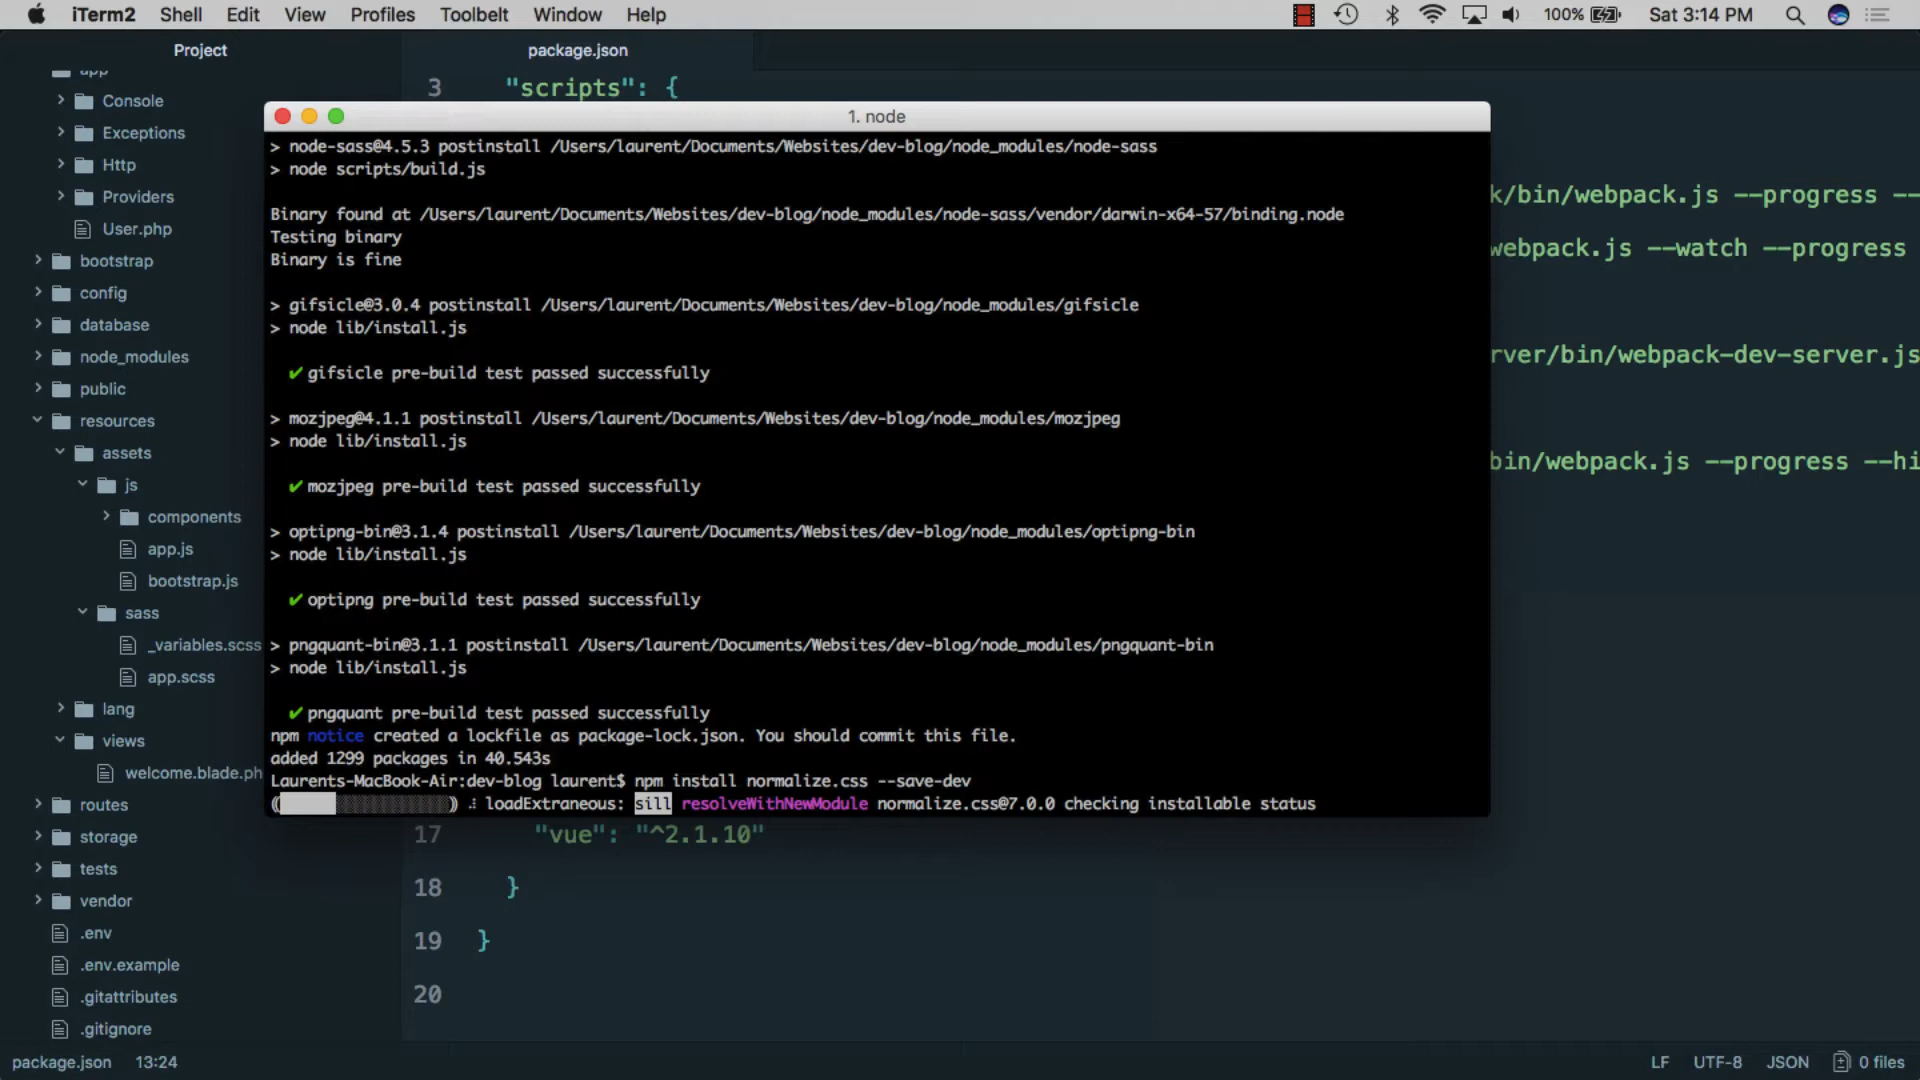 iTerm2 Shell Edit View Profiles Toolbelt Window Help 100% Sat 3:14 PM
Project
package.json
app
Console
Exceptions
Http
Providers
User.php
bootstrap
config
database
node_modules
public
resources
assets
js
components
app.js
bootstrap.js
sass
_variables.scss
app.scss
lang
views
welcome.blade.ph
routes
storage
tests
vendor
.env
.env.example
.gitattributes
.gitignore
3 "scripts": {
k/bin/webpack.js --progress --
webpack.js --watch --progress
rver/bin/webpack-dev-server.js
bin/webpack.js --progress --hi
1. node
> node-sass@4.5.3 postinstall /Users/laurent/Documents/Websites/dev-blog/node_modules/node-sass
> node scripts/build.js
Binary found at /Users/laurent/Documents/Websites/dev-blog/node_modules/node-sass/vendor/darwin-x64-57/binding.node
Testing binary
Binary is fine
> gifsicle@3.0.4 postinstall /Users/laurent/Documents/Websites/dev-blog/node_modules/gifsicle
> node lib/install.js
✔ gifsicle pre-build test passed successfully
> mozjpeg@4.1.1 postinstall /Users/laurent/Documents/Websites/dev-blog/node_modules/mozjpeg
> node lib/install.js
✔ mozjpeg pre-build test passed successfully
> optipng-bin@3.1.4 postinstall /Users/laurent/Documents/Websites/dev-blog/node_modules/optipng-bin
> node lib/install.js
✔ optipng pre-build test passed successfully
> pngquant-bin@3.1.1 postinstall /Users/laurent/Documents/Websites/dev-blog/node_modules/pngquant-bin
> node lib/install.js
✔ pngquant pre-build test passed successfully
npm notice created a lockfile as package-lock.json. You should commit this file.
added 1299 packages in 40.543s
Laurents-MacBook-Air:dev-blog laurent$ npm install normalize.css --save-dev
loadExtraneous: sill resolveWithNewModule normalize.css@7.0.0 checking installable status
17 "vue": "^2.1.10"
18 }
19 }
20
package.json 13:24
LF UTF-8 JSON 0 files